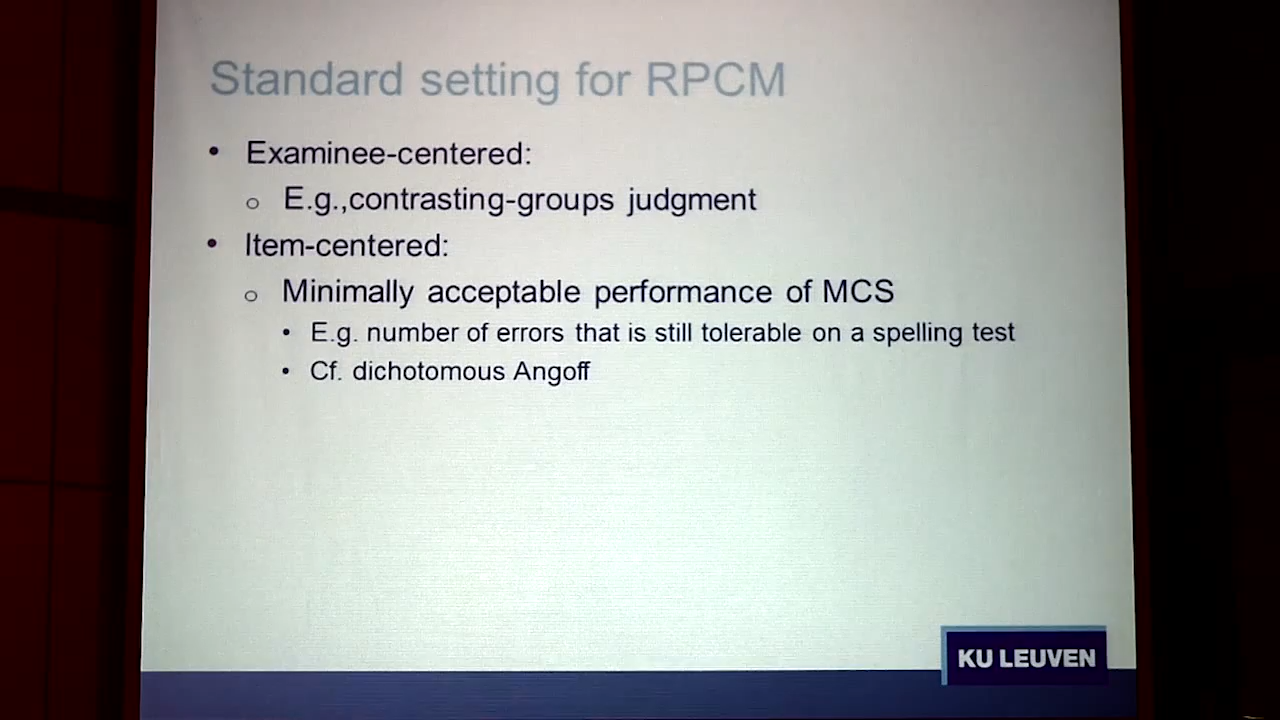 Standard setting for RPCM
• Examinee-centered:
o E.g.,contrasting-groups judgment
• Item-centered:
o Minimally acceptable performance of MCS
• E.g. number of errors that is still tolerable on a spelling test
• Cf. dichotomous Angoff
KU LEUVEN